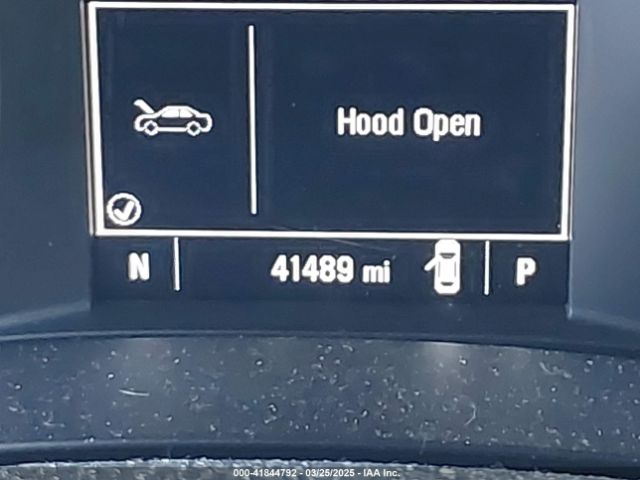 Hood Open
N 41489 mi P
000-41844792 - 03/25/2025 - IAA Inc.